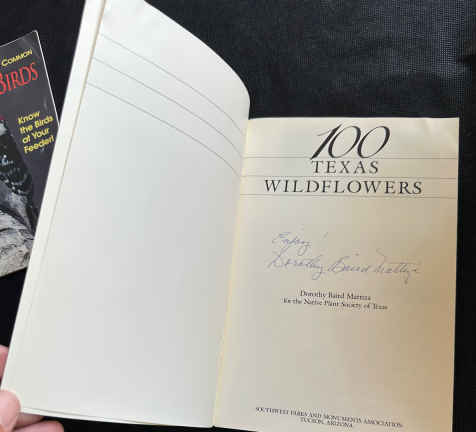 COMMON
BIRDS
Know
the Birds
at Your
Feeder!
100
TEXAS
WILDFLOWERS
Enjoy!
Dorothy Baird Mattiza
Dorothy Baird Mattiza
for the Native Plant Society of Texas
SOUTHWEST PARKS AND MONUMENTS ASSOCIATION
TUCSON, ARIZONA